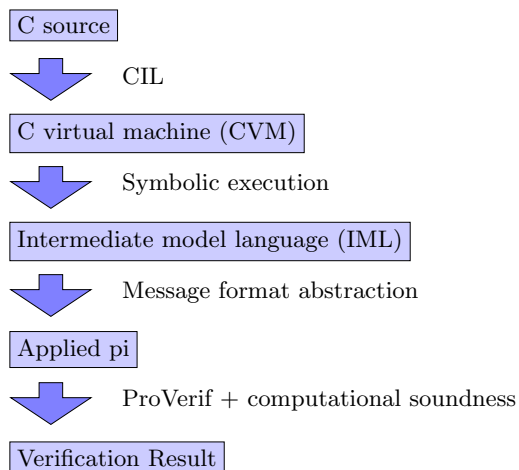 C source
CIL
C virtual machine (CVM)
Symbolic execution
Intermediate model language (IML)
Message format abstraction
Applied pi
ProVerif + computational soundness
Verification Result